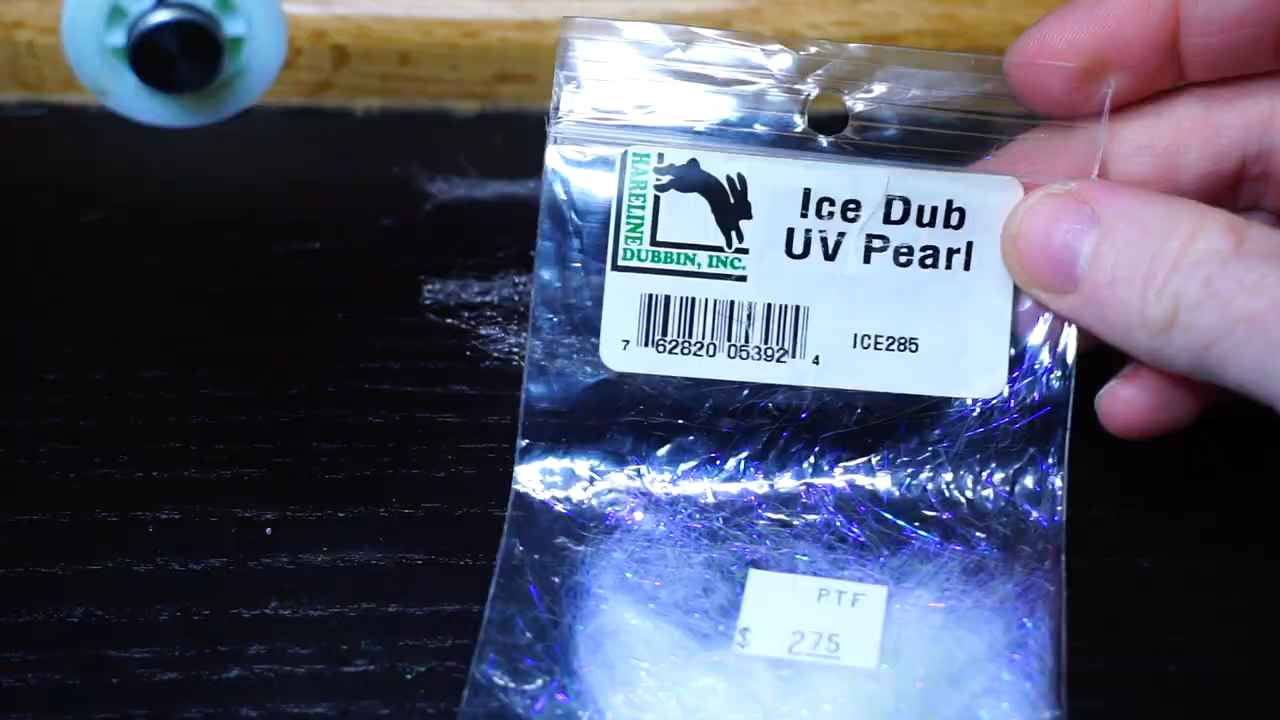 HARELINE
DUBBIN, INC.
Ice Dub
UV Pearl
7 62820 05392 4
ICE285
PTF
$ 275